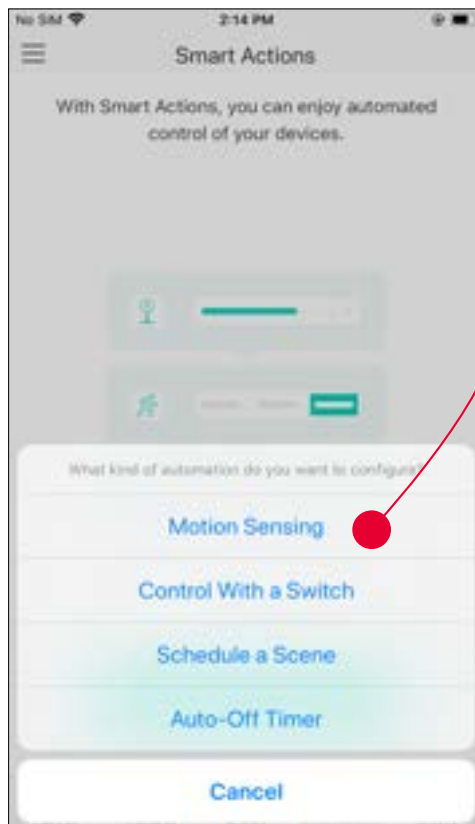 No SIM 2:14 PM
Smart Actions
With Smart Actions, you can enjoy automated
control of your devices.
What kind of automation do you want to configure?
Motion Sensing
Control With a Switch
Schedule a Scene
Auto-Off Timer
Cancel